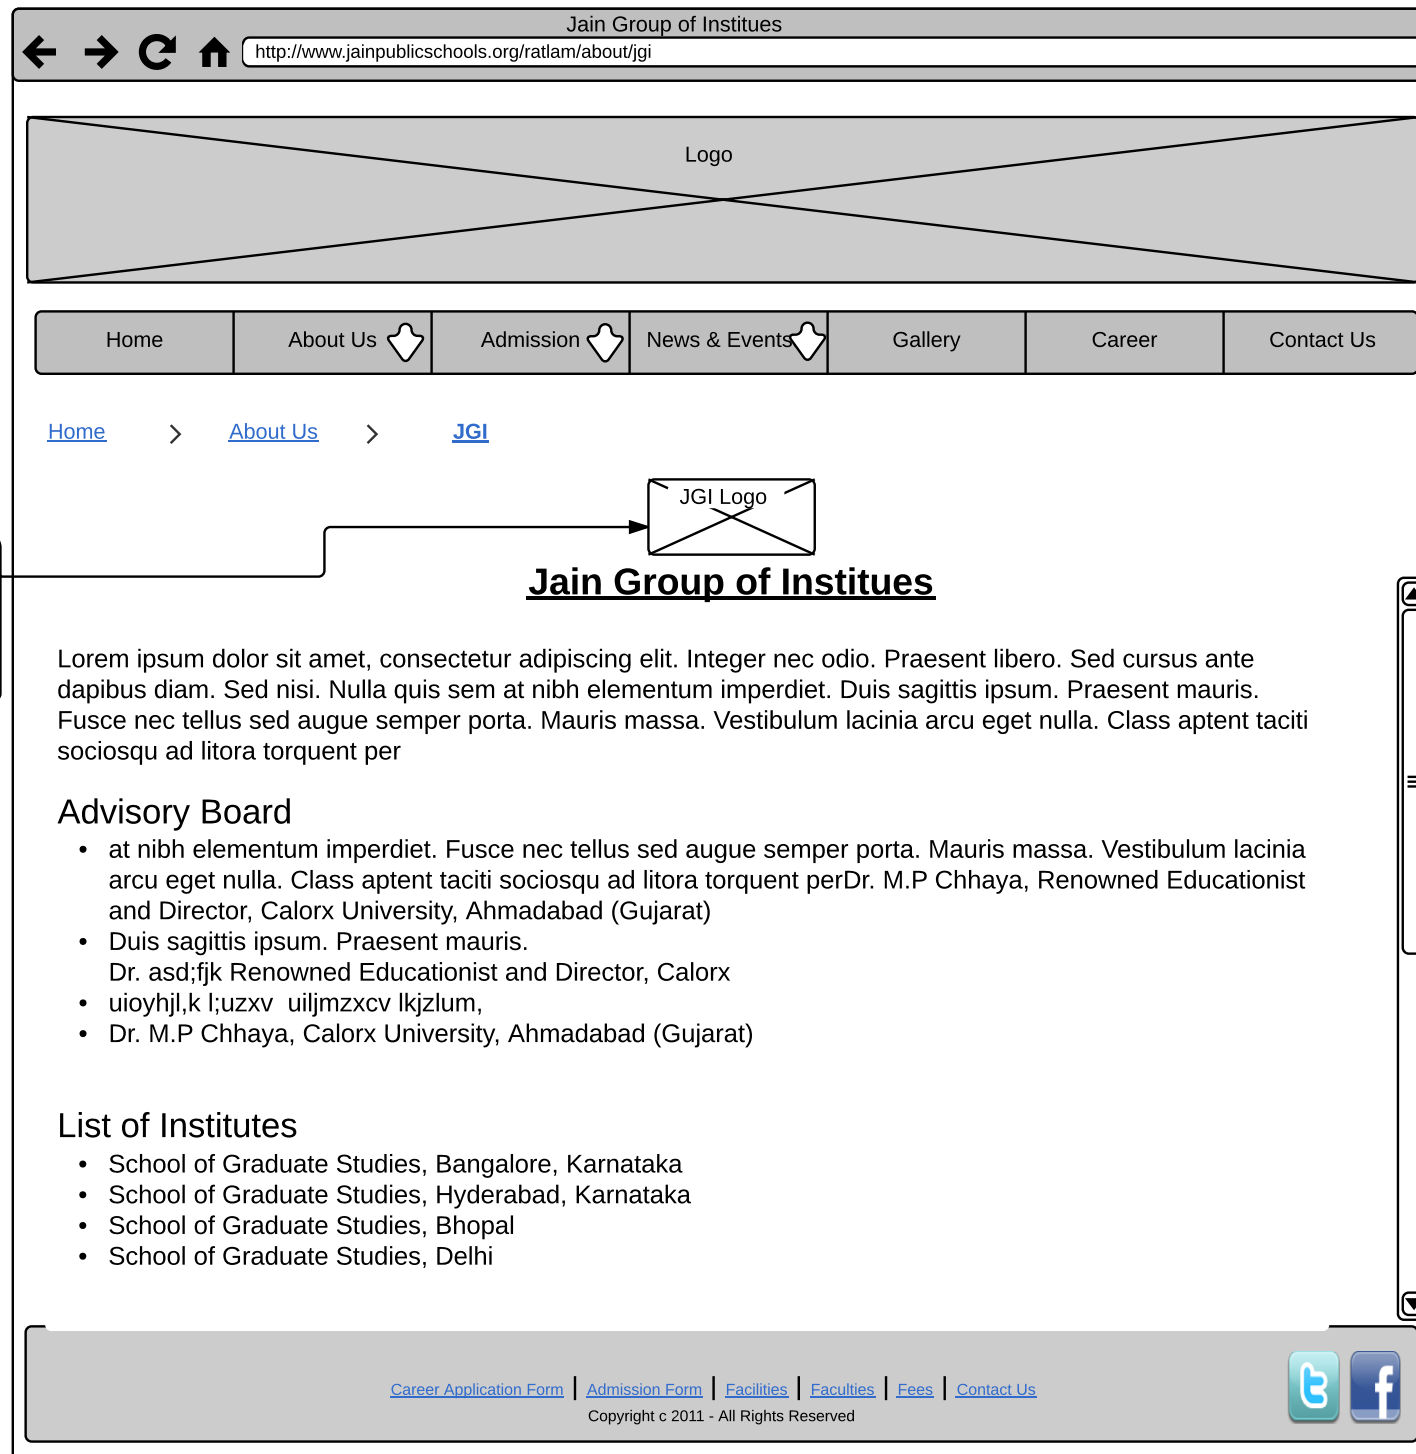 Jain Group of Institues
http://www.jainpublicschools.org/ratlam/about/jgi
Logo
Home About Us Admission News & Events Gallery Career Contact Us
Home > About Us > JGI
JGI Logo
Jain Group of Institues
Lorem ipsum dolor sit amet, consectetur adipiscing elit. Integer nec odio. Praesent libero. Sed cursus ante
dapibus diam. Sed nisi. Nulla quis sem at nibh elementum imperdiet. Duis sagittis ipsum. Praesent mauris.
Fusce nec tellus sed augue semper porta. Mauris massa. Vestibulum lacinia arcu eget nulla. Class aptent taciti
sociosqu ad litora torquent per
Advisory Board
• at nibh elementum imperdiet. Fusce nec tellus sed augue semper porta. Mauris massa. Vestibulum lacinia
arcu eget nulla. Class aptent taciti sociosqu ad litora torquent perDr. M.P Chhaya, Renowned Educationist
and Director, Calorx University, Ahmadabad (Gujarat)
• Duis sagittis ipsum. Praesent mauris.
Dr. asd;fjk Renowned Educationist and Director, Calorx
• uioyhjl,k l;uzxv  uiljmzxcv lkjzlum,
• Dr. M.P Chhaya, Calorx University, Ahmadabad (Gujarat)
List of Institutes
• School of Graduate Studies, Bangalore, Karnataka
• School of Graduate Studies, Hyderabad, Karnataka
• School of Graduate Studies, Bhopal
• School of Graduate Studies, Delhi
Career Application Form | Admission Form | Facilities | Faculties | Fees | Contact Us
Copyright c 2011 - All Rights Reserved
t f